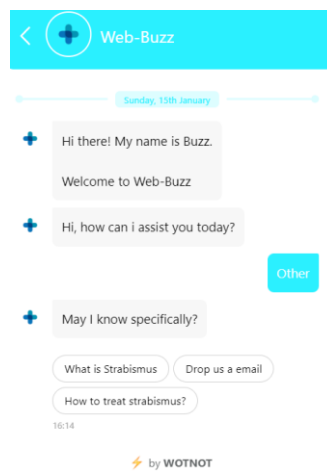 Web-Buzz
Sunday, 15th January
Hi there! My name is Buzz.
Welcome to Web-Buzz
Hi, how can i assist you today?
Other
May I know specifically?
What is Strabismus
Drop us a email
How to treat strabismus?
16:14
by WOTNOT